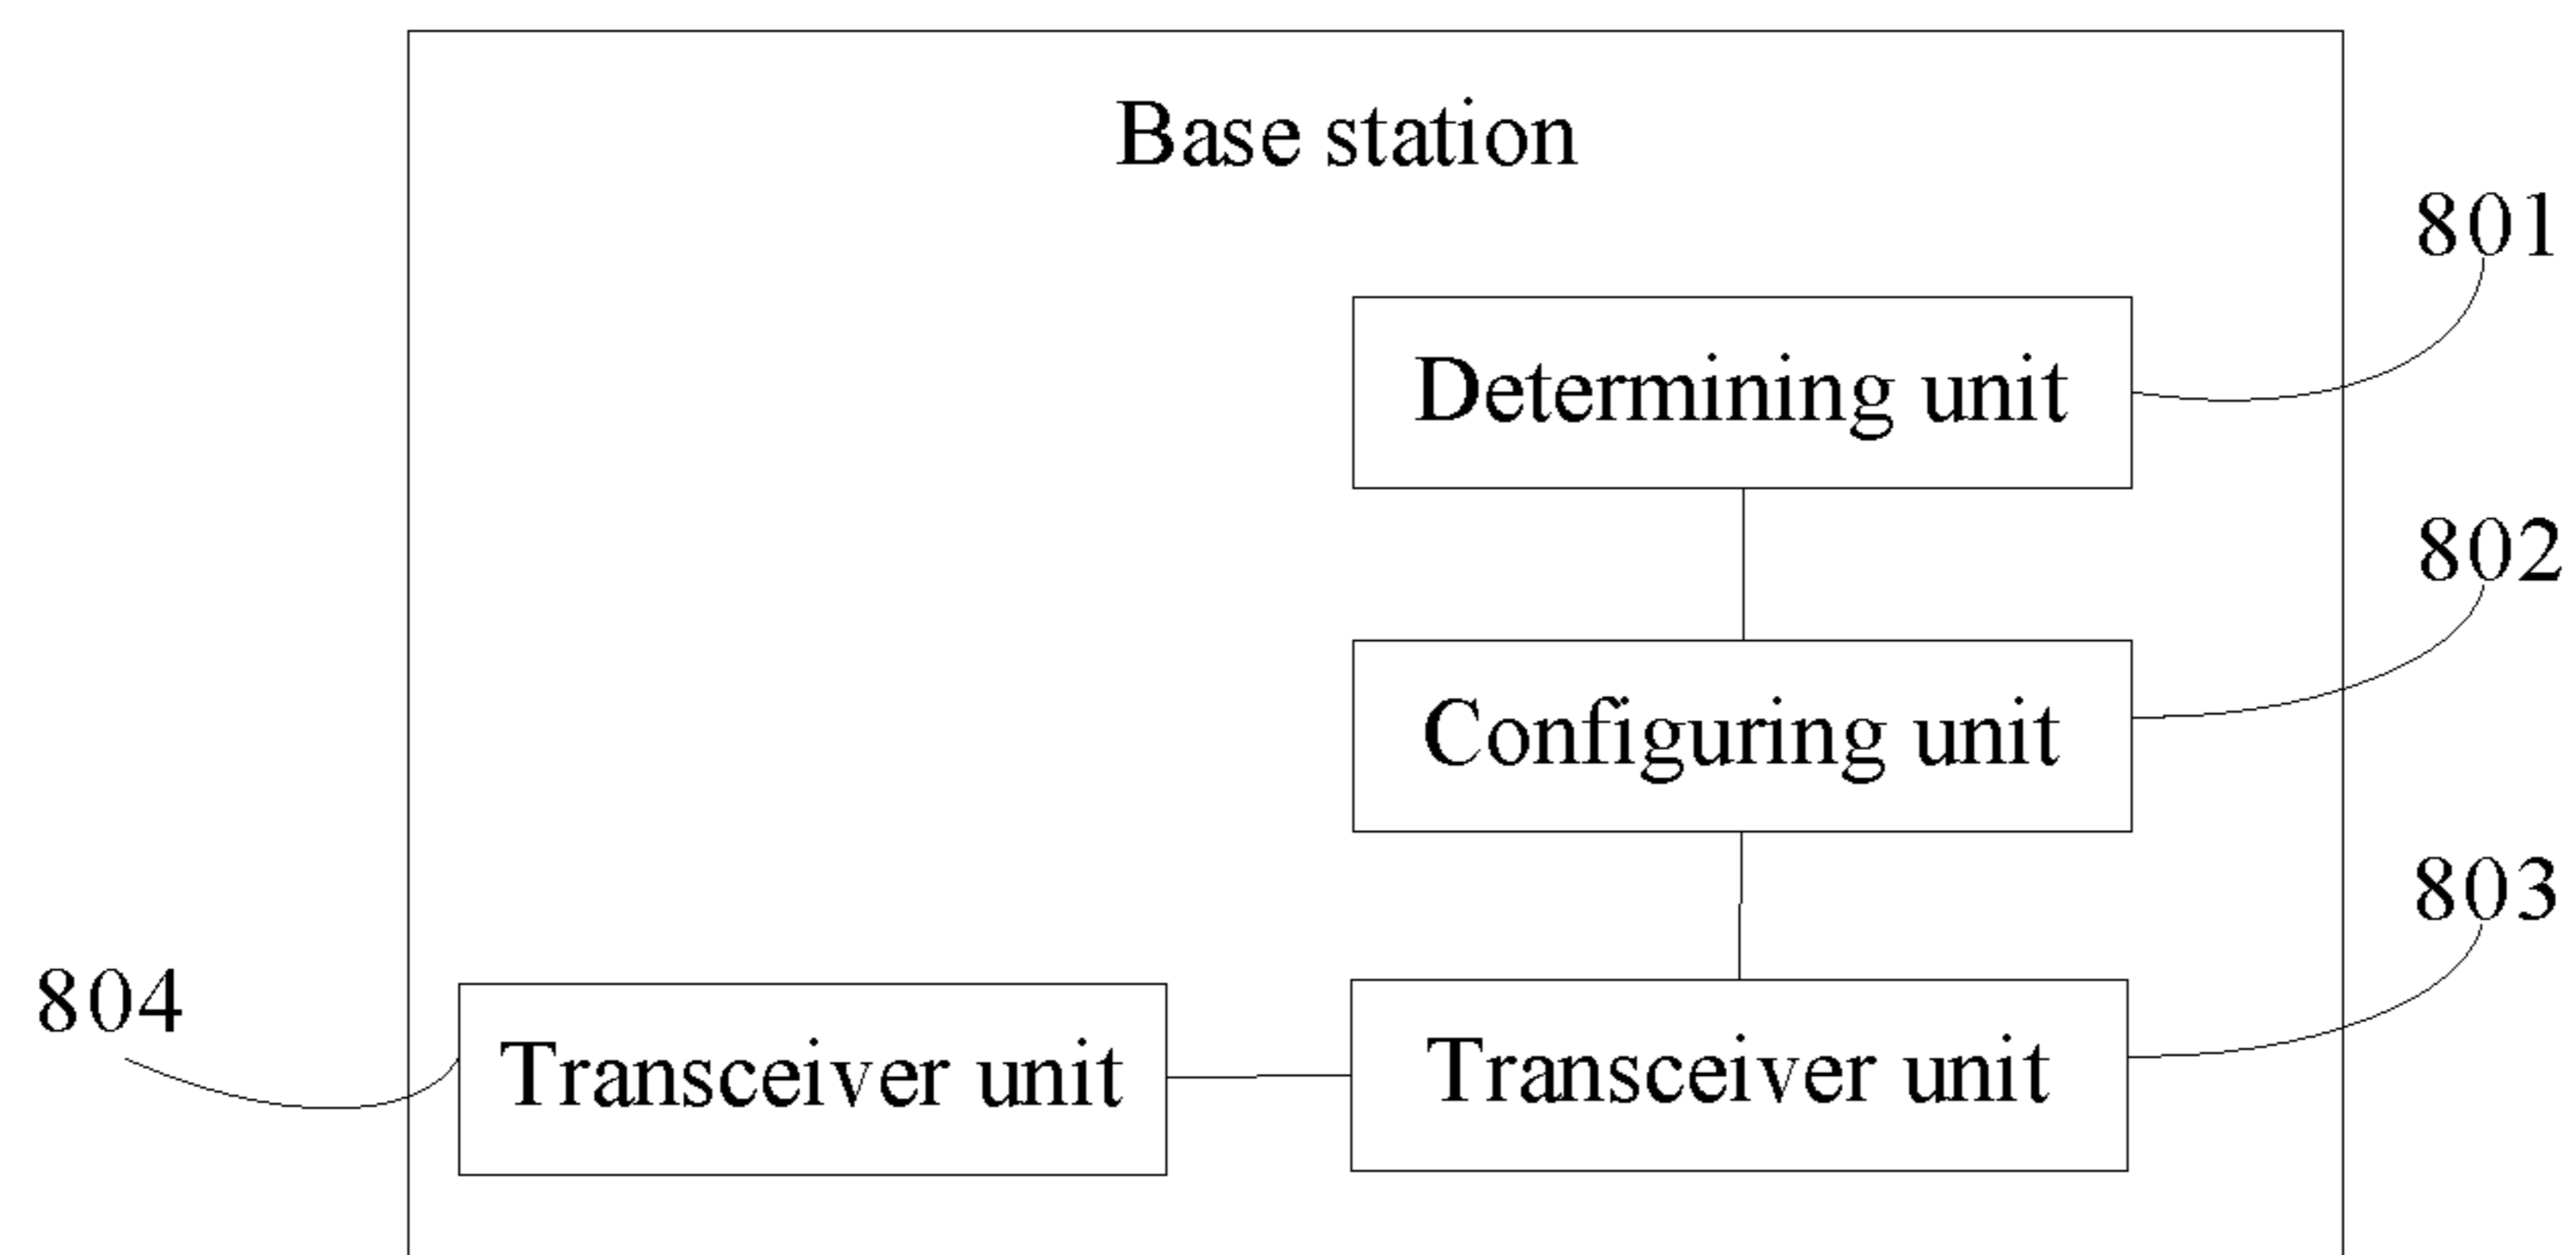 Base station
801
Determining unit
802
Configuring unit
803
804
Transceiver unit
Transceiver unit